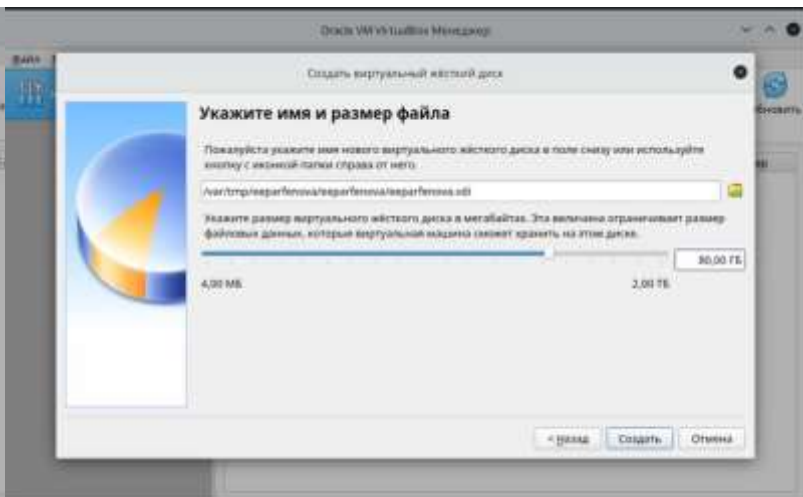 Oracle VM VirtualBox Менеджер
Файл
Создать виртуальный жёсткий диск
Обновить
Укажите имя и размер файла
Пожалуйста укажите имя нового виртуального жёсткого диска в поле снизу или используйте
кнопку с иконкой папки справа от него.
/var/tmp/eeparfenova/eeparfenova/eeparfenova.vdi
Укажите размер виртуального жёсткого диска в мегабайтах. Эта величина ограничивает размер
файловых данных, которые виртуальная машина сможет хранить на этом диске.
80,00 ГБ
4,00 МБ
2,00 ТБ
< Назад
Создать
Отмена